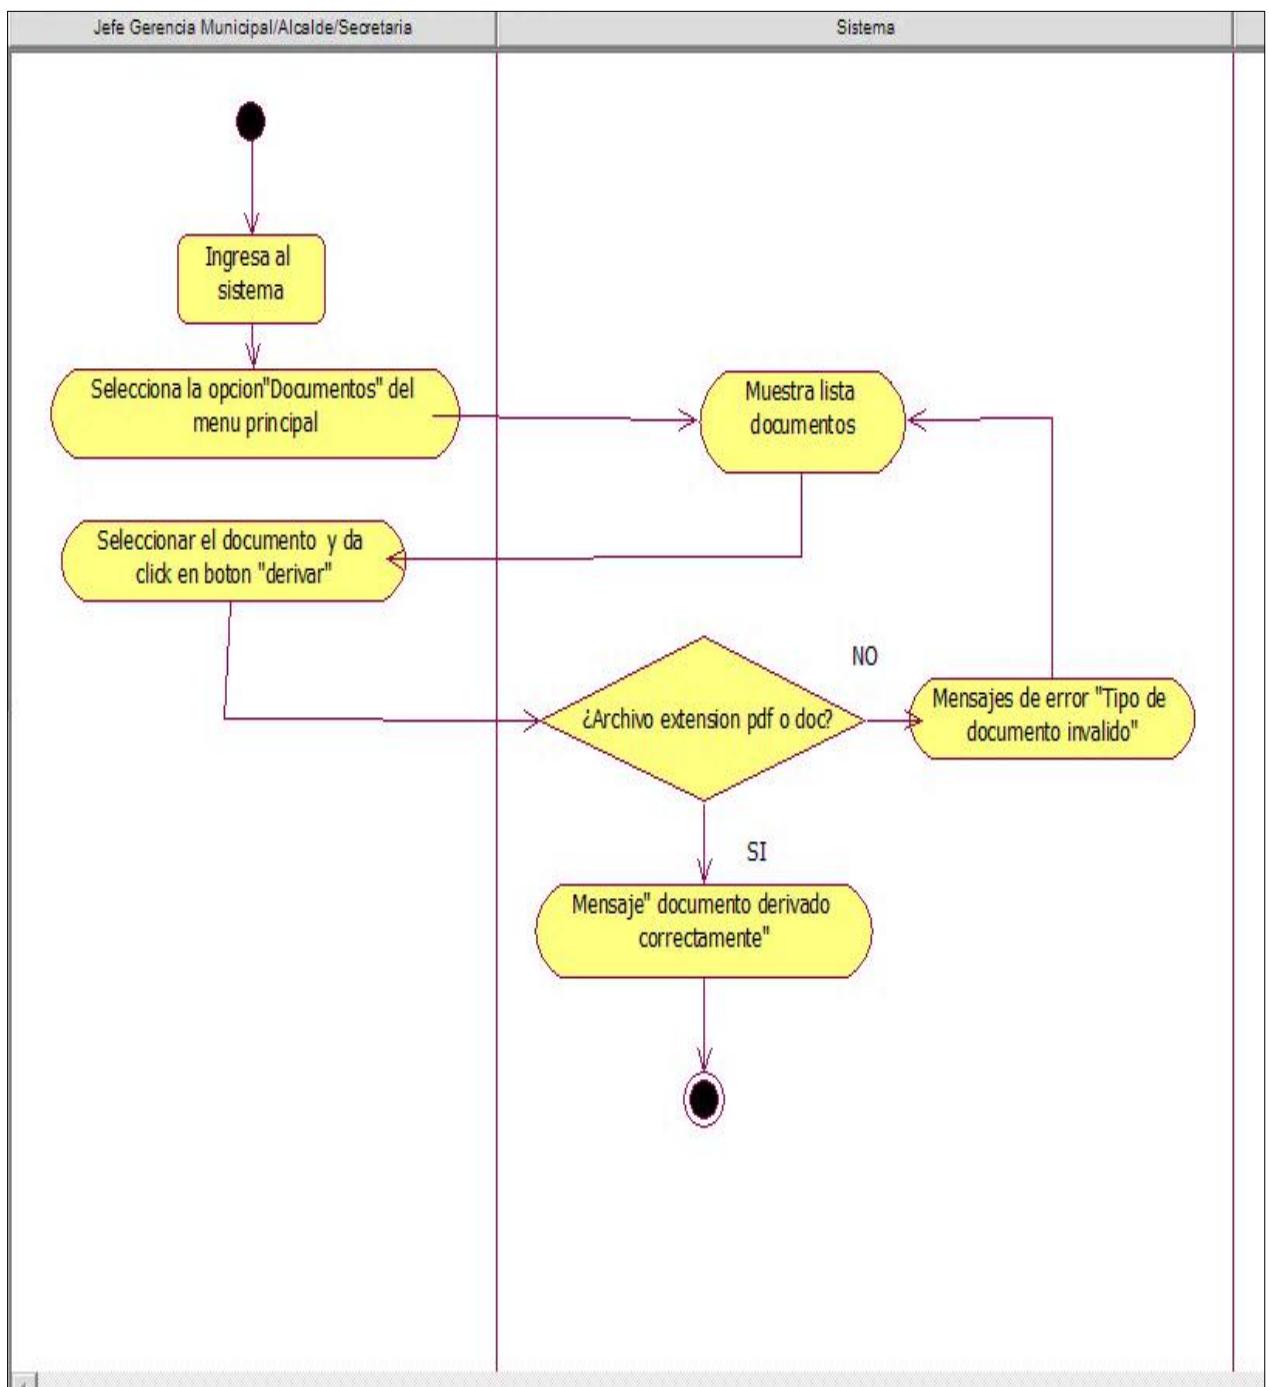 Jefe Gerencia Municipal/Alcalde/Secretaria
Sistema
Ingresa al
sistema
Selecciona la opcion"Documentos" del
menu principal
Muestra lista
documentos
Seleccionar el documento y da
click en boton "derivar"
¿Archivo extension pdf o doc?
NO
Mensajes de error "Tipo de
documento invalido"
SI
Mensaje" documento derivado
correctamente"